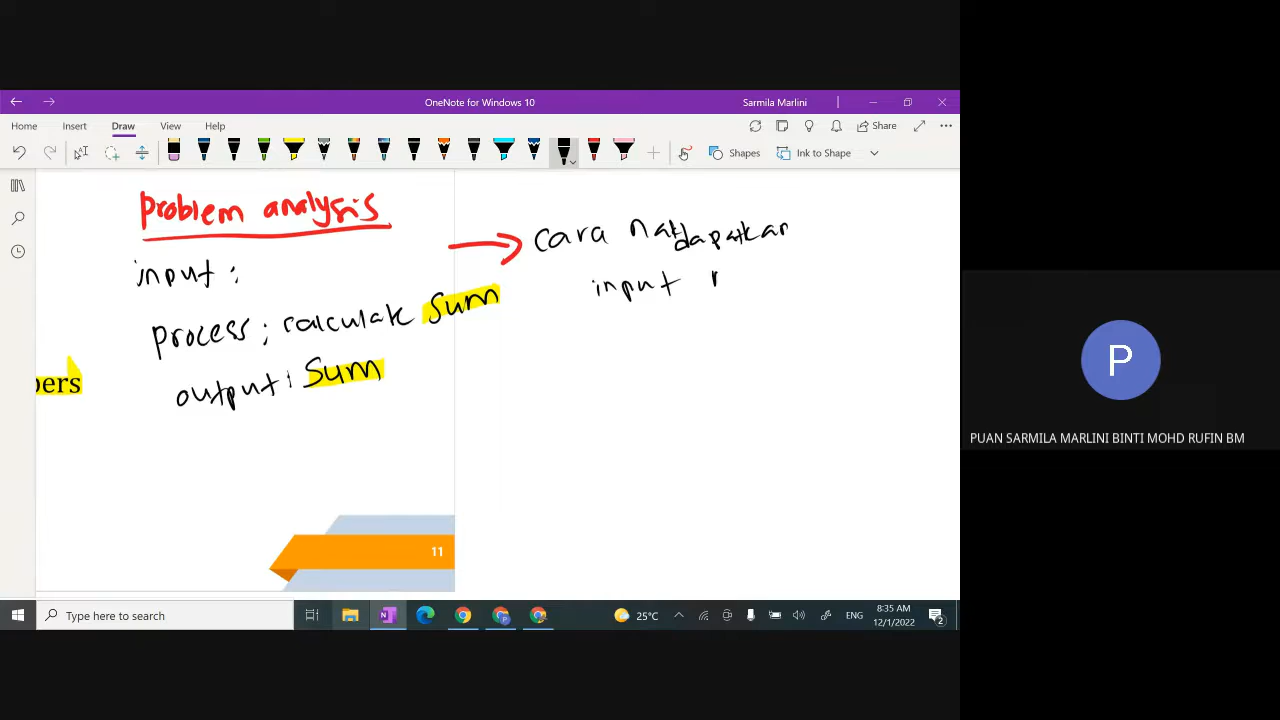 OneNote for Windows 10
Sarmila Marlini
Home Insert Draw View Help
Share
Shapes
Ink to Shape
Problem analysis
input :
process ; calculate sum
output : sum
bers
cara nak dapatkan
input
11
PUAN SARMILA MARLINI BINTI MOHD RUFIN BM
P
Type here to search
25°C
ENG
8:35 AM
12/1/2022
2